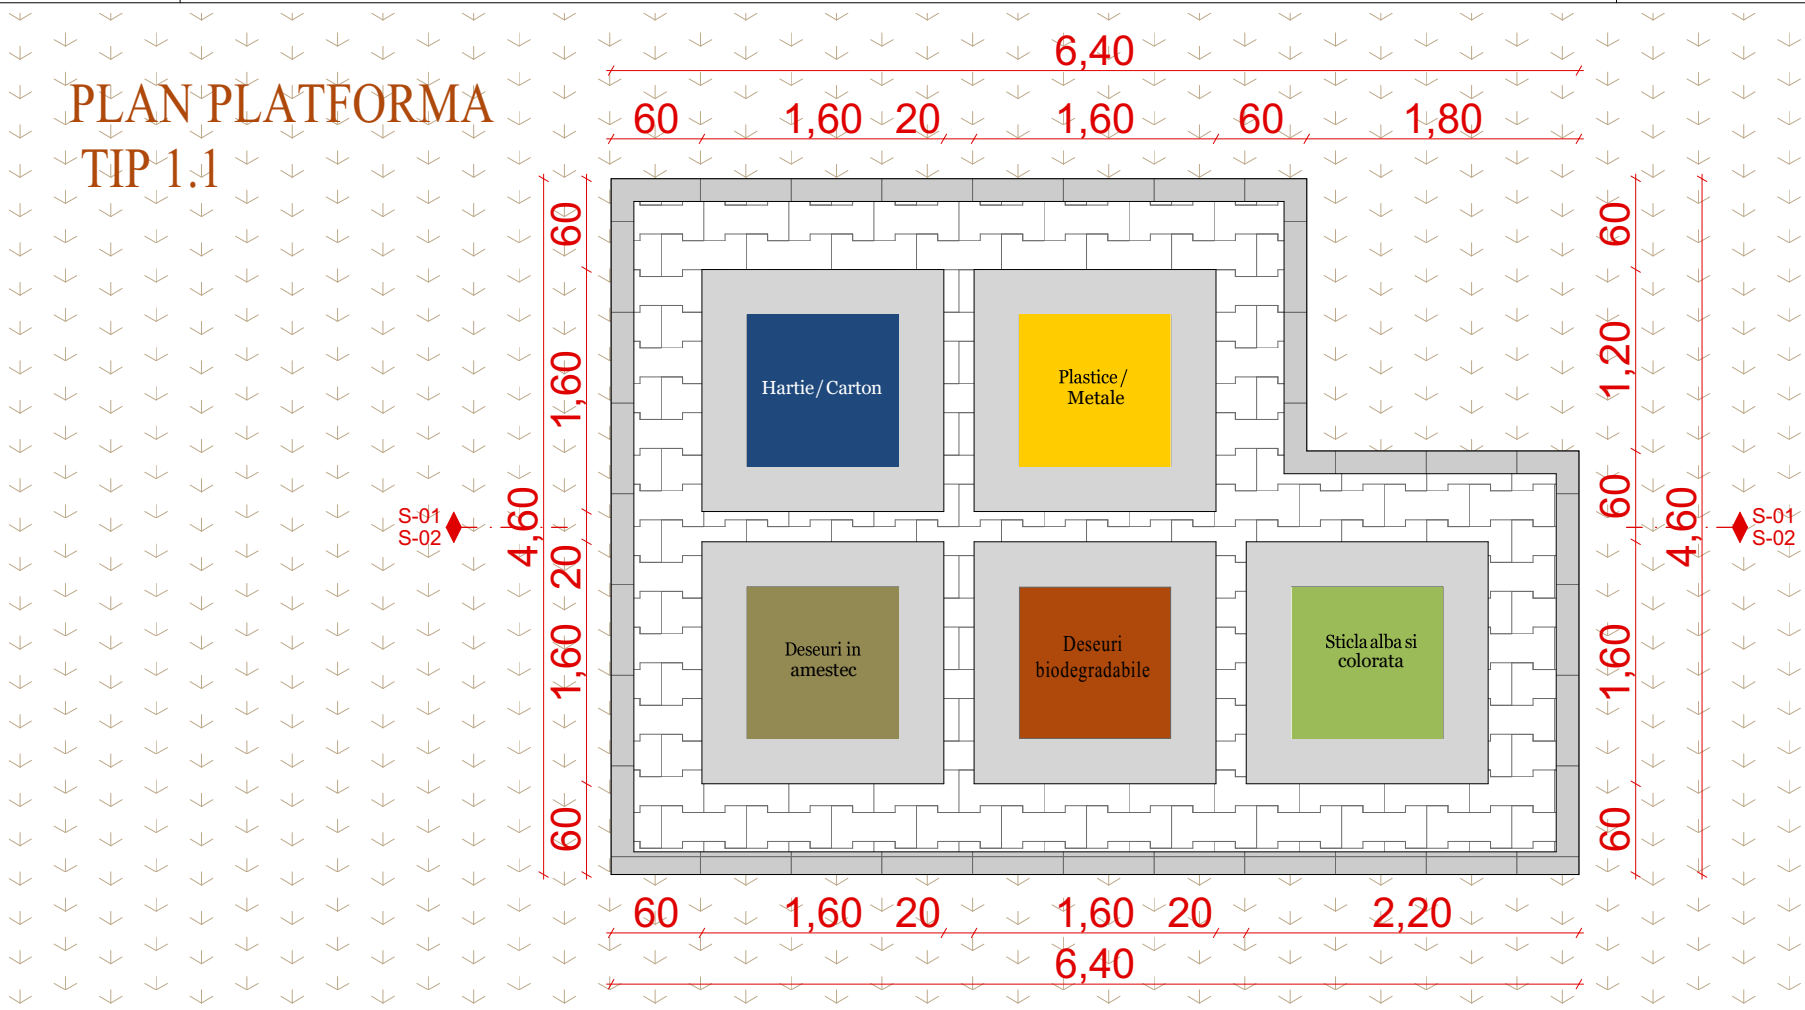 PLAN PLATFORMA
TIP 1.1
6,40
60 1,60 20 1,60 60 1,80
60
1,60
20
1,60
60
4,60
Hartie / Carton
Plastice /
Metale
Deseuri in
amestec
Deseuri
biodegradabile
Sticla alba si
colorata
60
1,20
60
1,60
60
4,60
S-01
S-02
S-01
S-02
60 1,60 20 1,60 20 2,20
6,40